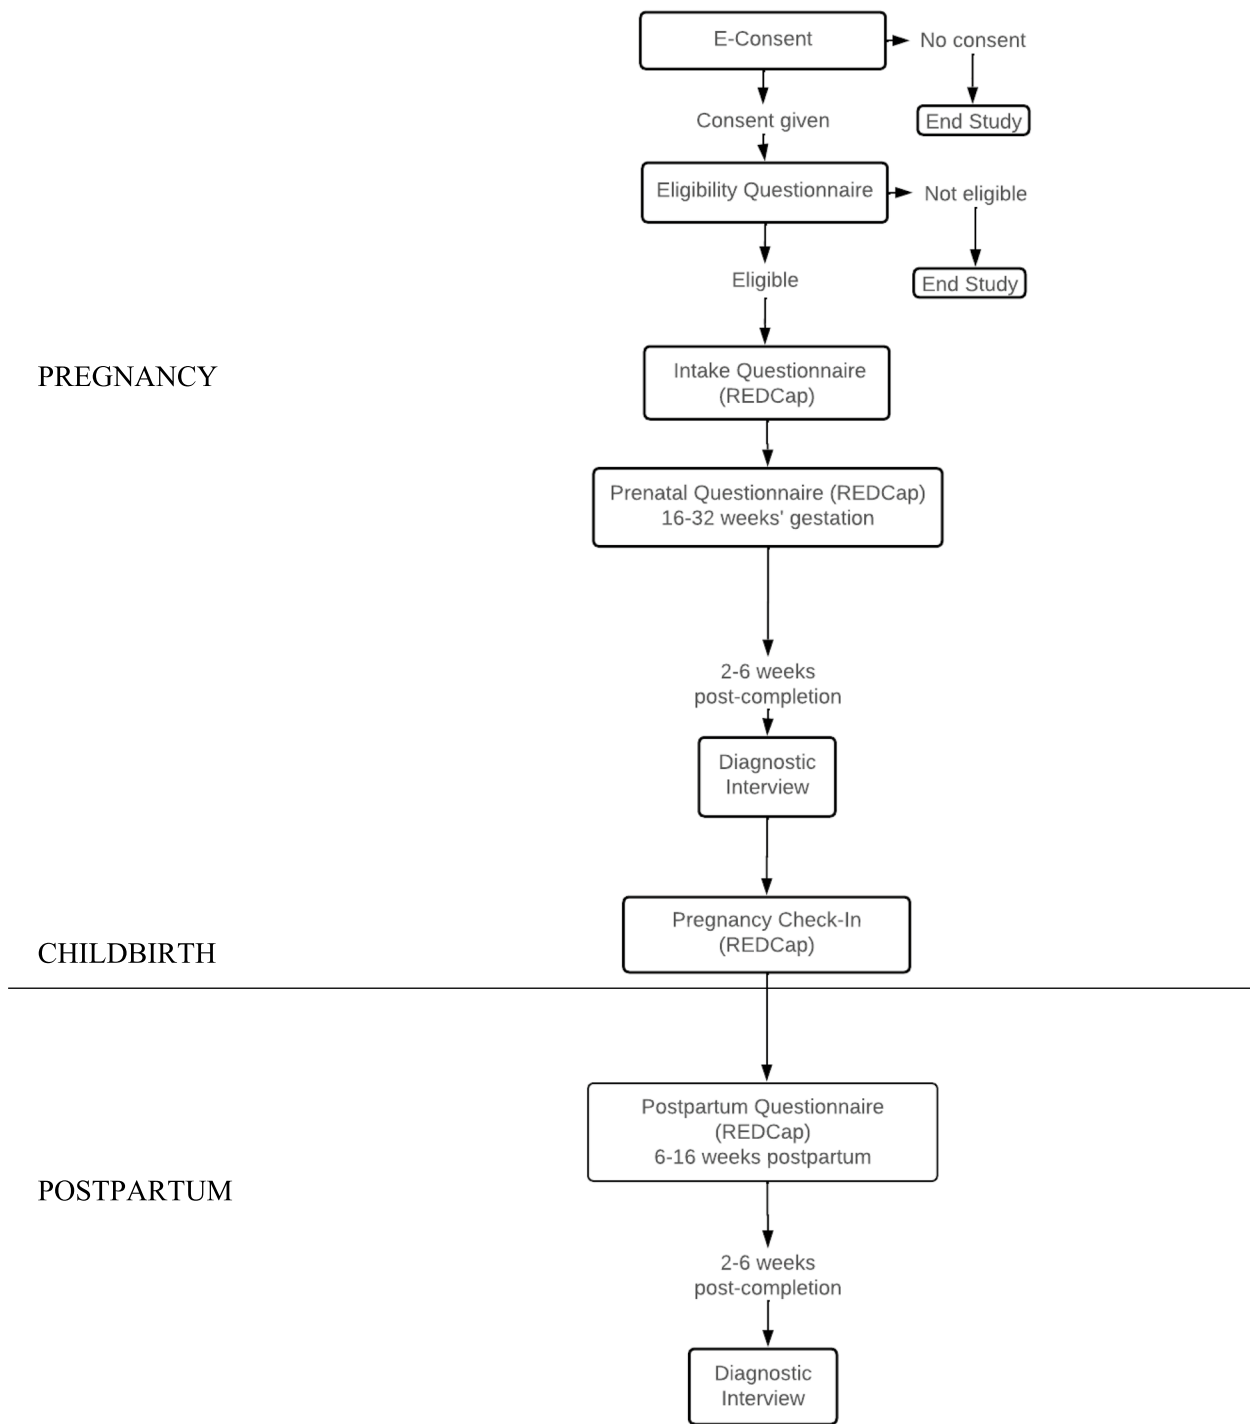 E-Consent
No consent
End Study
Consent given
Eligibility Questionnaire
Not eligible
End Study
Eligible
PREGNANCY
Intake Questionnaire
(REDCap)
Prenatal Questionnaire (REDCap)
16-32 weeks' gestation
2-6 weeks
post-completion
Diagnostic
Interview
CHILDBIRTH
Pregnancy Check-In
(REDCap)
Postpartum Questionnaire
(REDCap)
6-16 weeks postpartum
POSTPARTUM
2-6 weeks
post-completion
Diagnostic
Interview